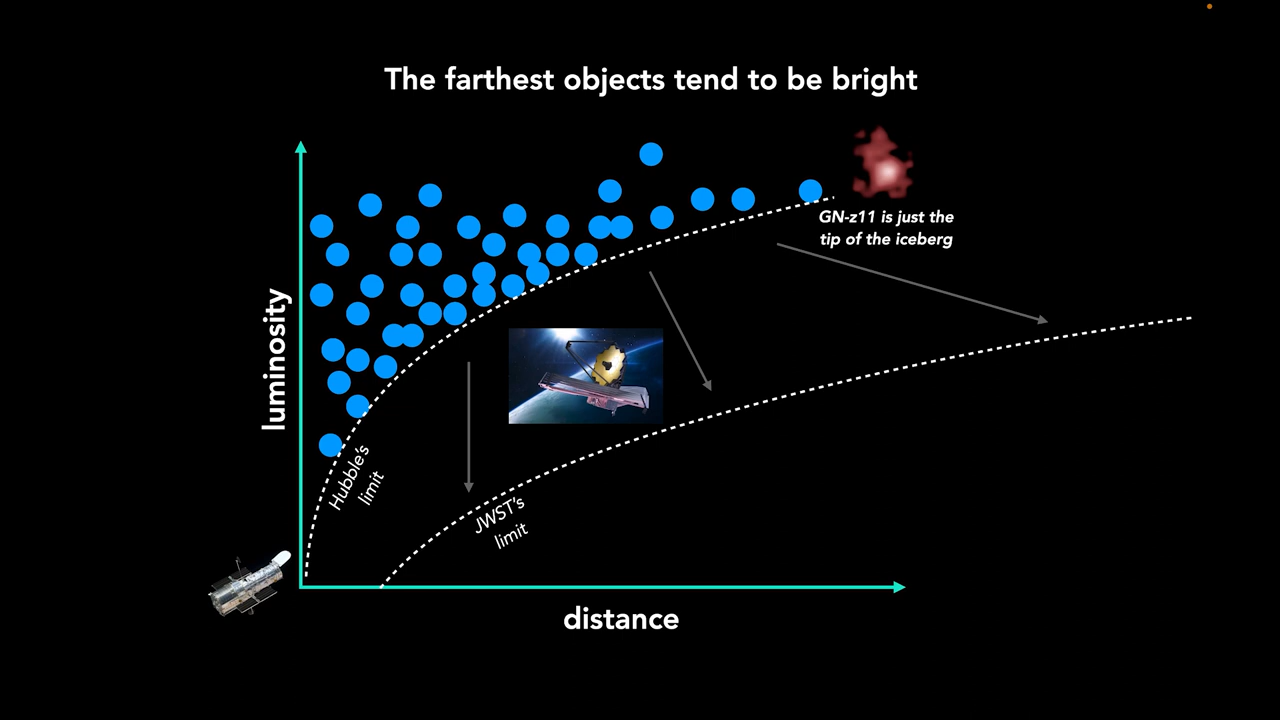 The farthest objects tend to be bright
GN-z11 is just the
tip of the iceberg
luminosity
Hubble's
limit
JWST's
limit
distance